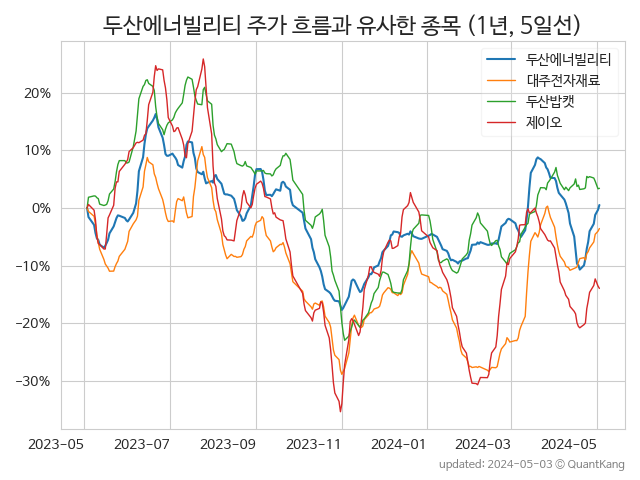 두산에너빌리티 주가 흐름과 유사한 종목 (1년, 5일선)
두산에너빌리티
대주전자재료
두산밥캣
제이오
20%
10%
0%
−10%
−20%
−30%
2023-05 2023-07 2023-09 2023-11 2024-01 2024-03 2024-05
updated: 2024-05-03 © QuantKang